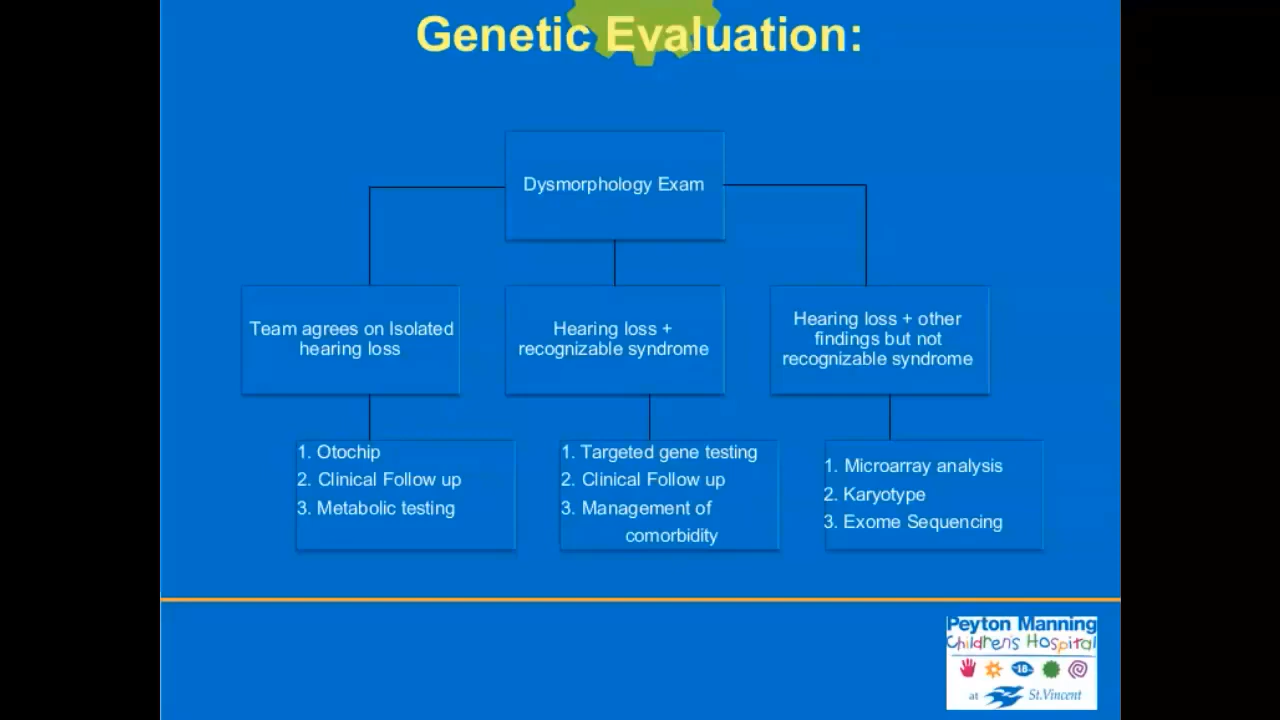 Genetic Evaluation:
Dysmorphology Exam
Team agrees on Isolated
hearing loss
Hearing loss +
recognizable syndrome
Hearing loss + other
findings but not
recognizable syndrome
1. Otochip
2. Clinical Follow up
3. Metabolic testing
1. Targeted gene testing
2. Clinical Follow up
3. Management of
comorbidity
1. Microarray analysis
2. Karyotype
3. Exome Sequencing
Peyton Manning
Children's Hospital
18
at St.Vincent